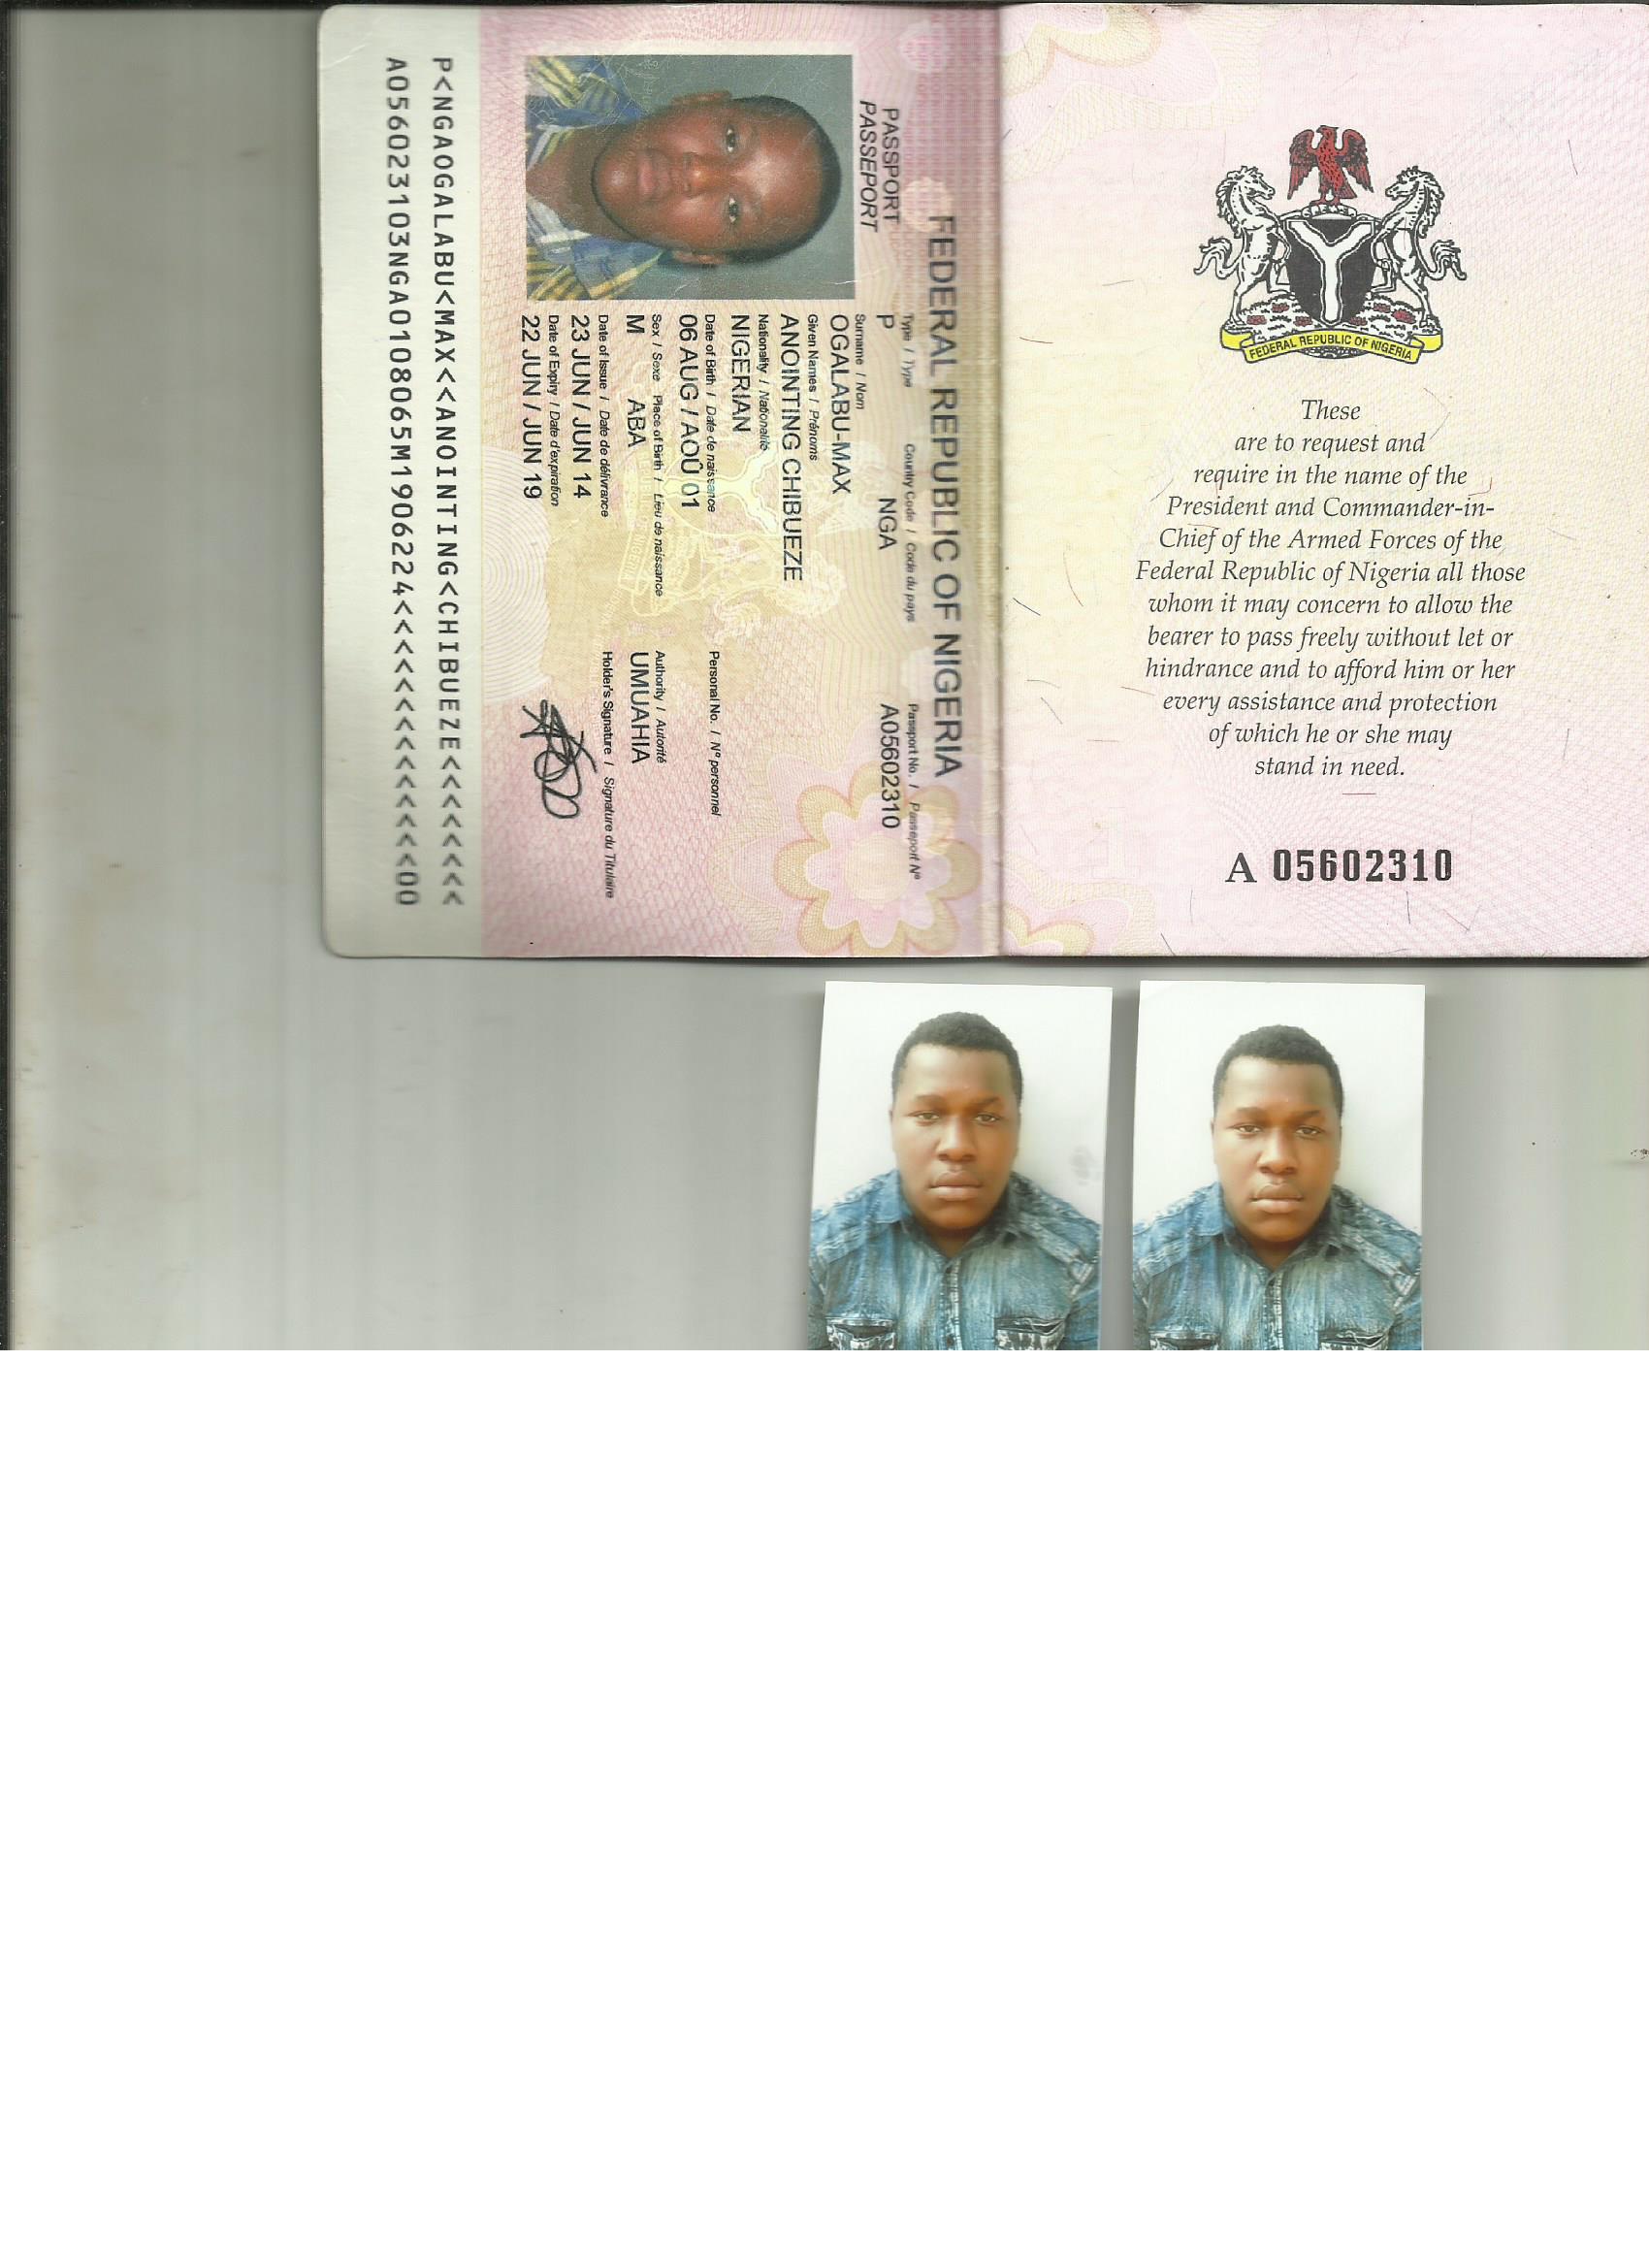 FEDERAL REPUBLIC OF NIGERIA
These
are to request and
require in the name of the
President and Commander-in-
Chief of the Armed Forces of the
Federal Republic of Nigeria all those
whom it may concern to allow the
bearer to pass freely without let or
hindrance and to afford him or her
every assistance and protection
of which he or she may
stand in need.
A 05602310
FEDERAL REPUBLIC OF NIGERIA
PASSPORT
PASSEPORT
Type / Type Country Code / Code du pays Passport No. / Passeport N°
P NGA A05602310
Surname / Nom
OGALABU-MAX
Given Names / Prénoms
ANOINTING CHIBUEZE
Nationality / Nationalité
NIGERIAN
Date of Birth / Date de naissance Personal No. / N° personnel
06 AUG / AOÛ 01
Sex / Sexe Place of Birth / Lieu de naissance Authority / Autorité
M ABA UMUAHIA
Date of Issue / Date de délivrance Holder's Signature / Signature du Titulaire
23 JUN / JUN 14
Date of Expiry / Date d'expiration
22 JUN / JUN 19
P<NGAOGALABU<MAX<<ANOINTING<CHIBUEZE<<<<<<<<
A056023103NGA0108065M1906224<<<<<<<<<<<<<<00